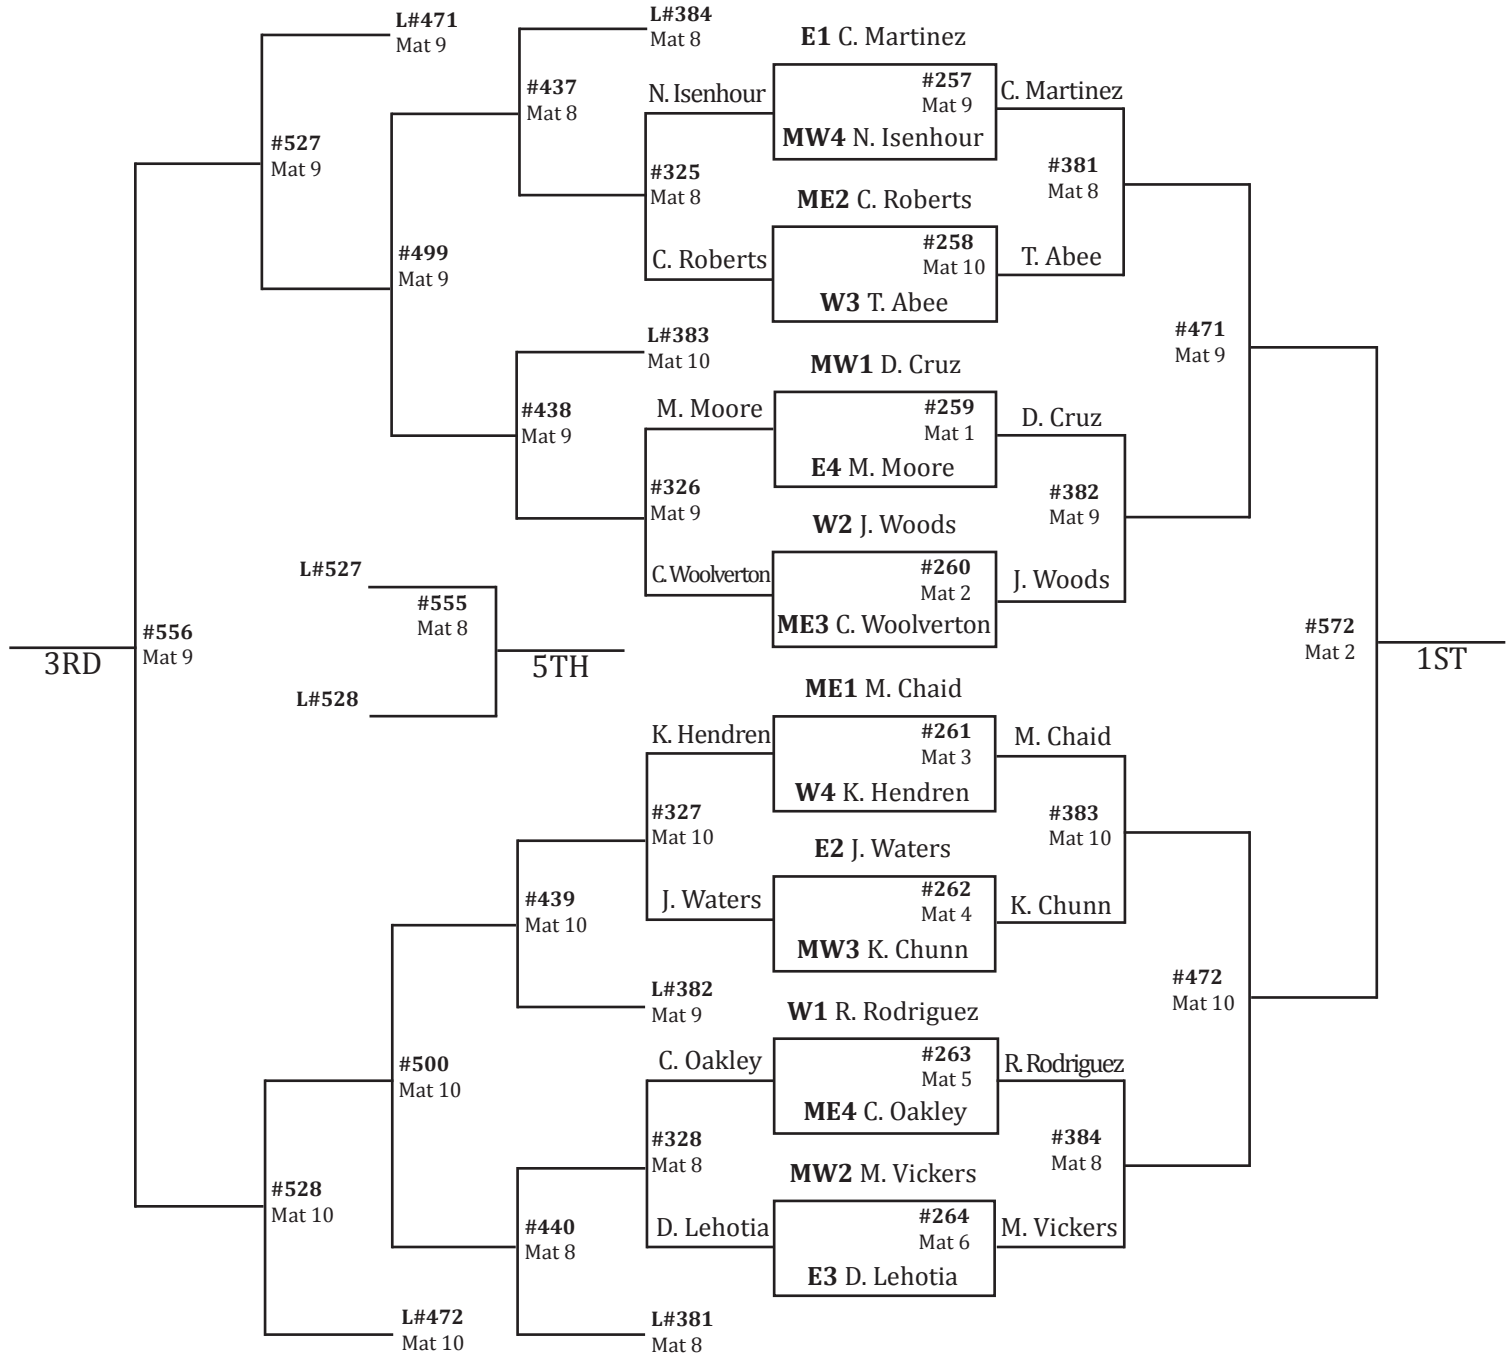 L#471
Mat 9
L#384
Mat 8
E1 C. Martinez
#437
Mat 8
N. Isenhour
#257
Mat 9
C. Martinez
MW4 N. Isenhour
#527
Mat 9
#325
Mat 8
#381
Mat 8
ME2 C. Roberts
#499
Mat 9
C. Roberts
#258
Mat 10
T. Abee
W3 T. Abee
L#383
Mat 10
#471
Mat 9
MW1 D. Cruz
#438
Mat 9
M. Moore
#259
Mat 1
D. Cruz
E4 M. Moore
#326
Mat 9
#382
Mat 9
W2 J. Woods
L#527
C. Woolverton
#260
Mat 2
J. Woods
#555
Mat 8
ME3 C. Woolverton
#556
Mat 9
#572
Mat 2
3RD
5TH
1ST
L#528
ME1 M. Chaid
K. Hendren
#261
Mat 3
M. Chaid
W4 K. Hendren
#327
Mat 10
#383
Mat 10
E2 J. Waters
#439
Mat 10
J. Waters
#262
Mat 4
K. Chunn
MW3 K. Chunn
L#382
Mat 9
#472
Mat 10
W1 R. Rodriguez
#500
Mat 10
C. Oakley
#263
Mat 5
R. Rodriguez
ME4 C. Oakley
#328
Mat 8
#384
Mat 8
MW2 M. Vickers
#528
Mat 10
#440
Mat 8
D. Lehotia
#264
Mat 6
M. Vickers
E3 D. Lehotia
L#472
Mat 10
L#381
Mat 8